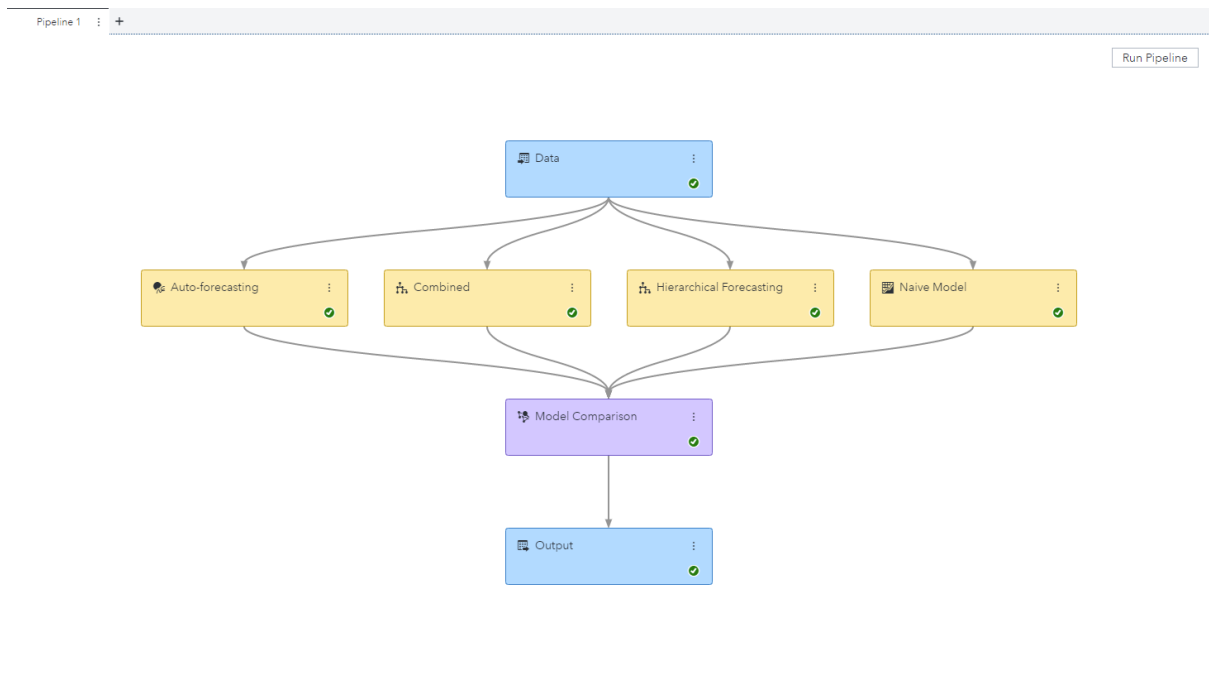 Pipeline 1
Run Pipeline
Data
Auto-forecasting
Combined
Hierarchical Forecasting
Naive Model
Model Comparison
Output